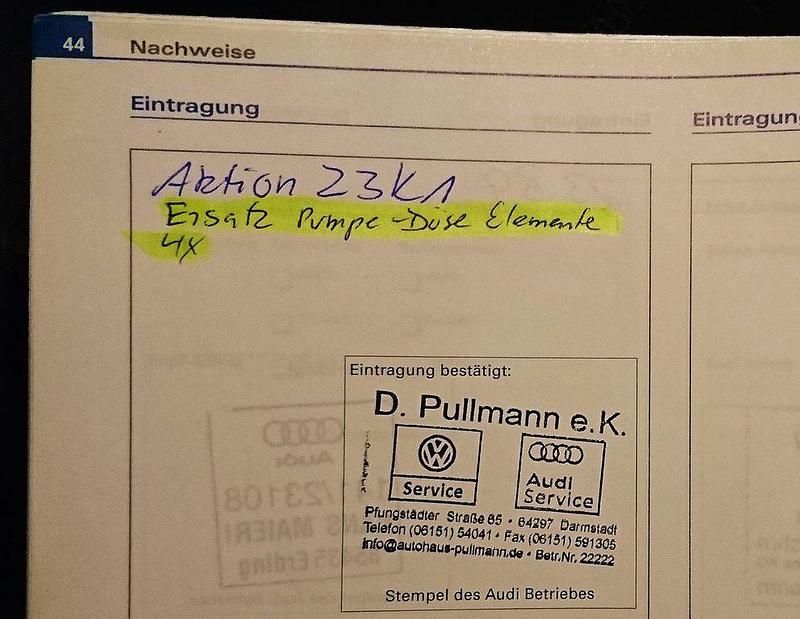 44 Nachweise
Eintragung
Eintragung
Aktion 23K1
Ersatz Pumpe-Düse Elemente
4x
Eintragung bestätigt:
D. Pullmann e.K.
Service
Audi
Service
Pfungstädter Straße 65 • 64297 Darmstadt
Telefon (06151) 54041 • Fax (06151) 591305
info@autohaus-pullmann.de • Betr.Nr. 22222
Stempel des Audi Betriebes